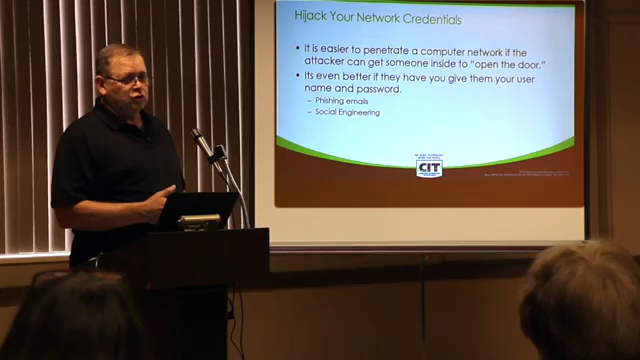 Hijack Your Network Credentials
• It is easier to penetrate a computer network if the
attacker can get someone inside to “open the door.”
• Its even better if they have you give them your user
name and password.
– Phishing emails
– Social Engineering
CIT